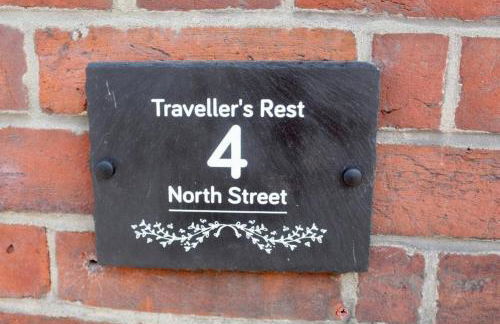 Traveller's Rest
4
North Street